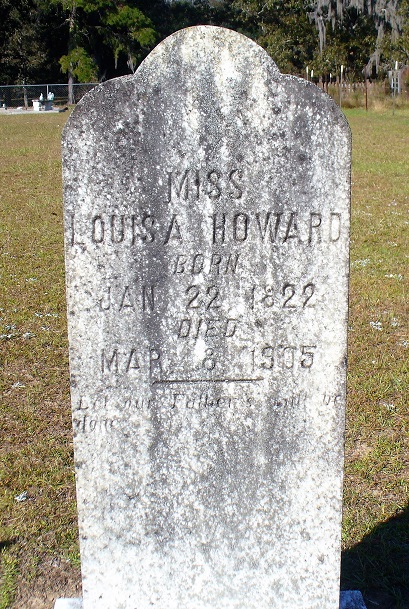 MISS
LOUISA HOWARD
BORN
JAN 22 1822
DIED
MAR. 8 1905
Let our Father's will be
done